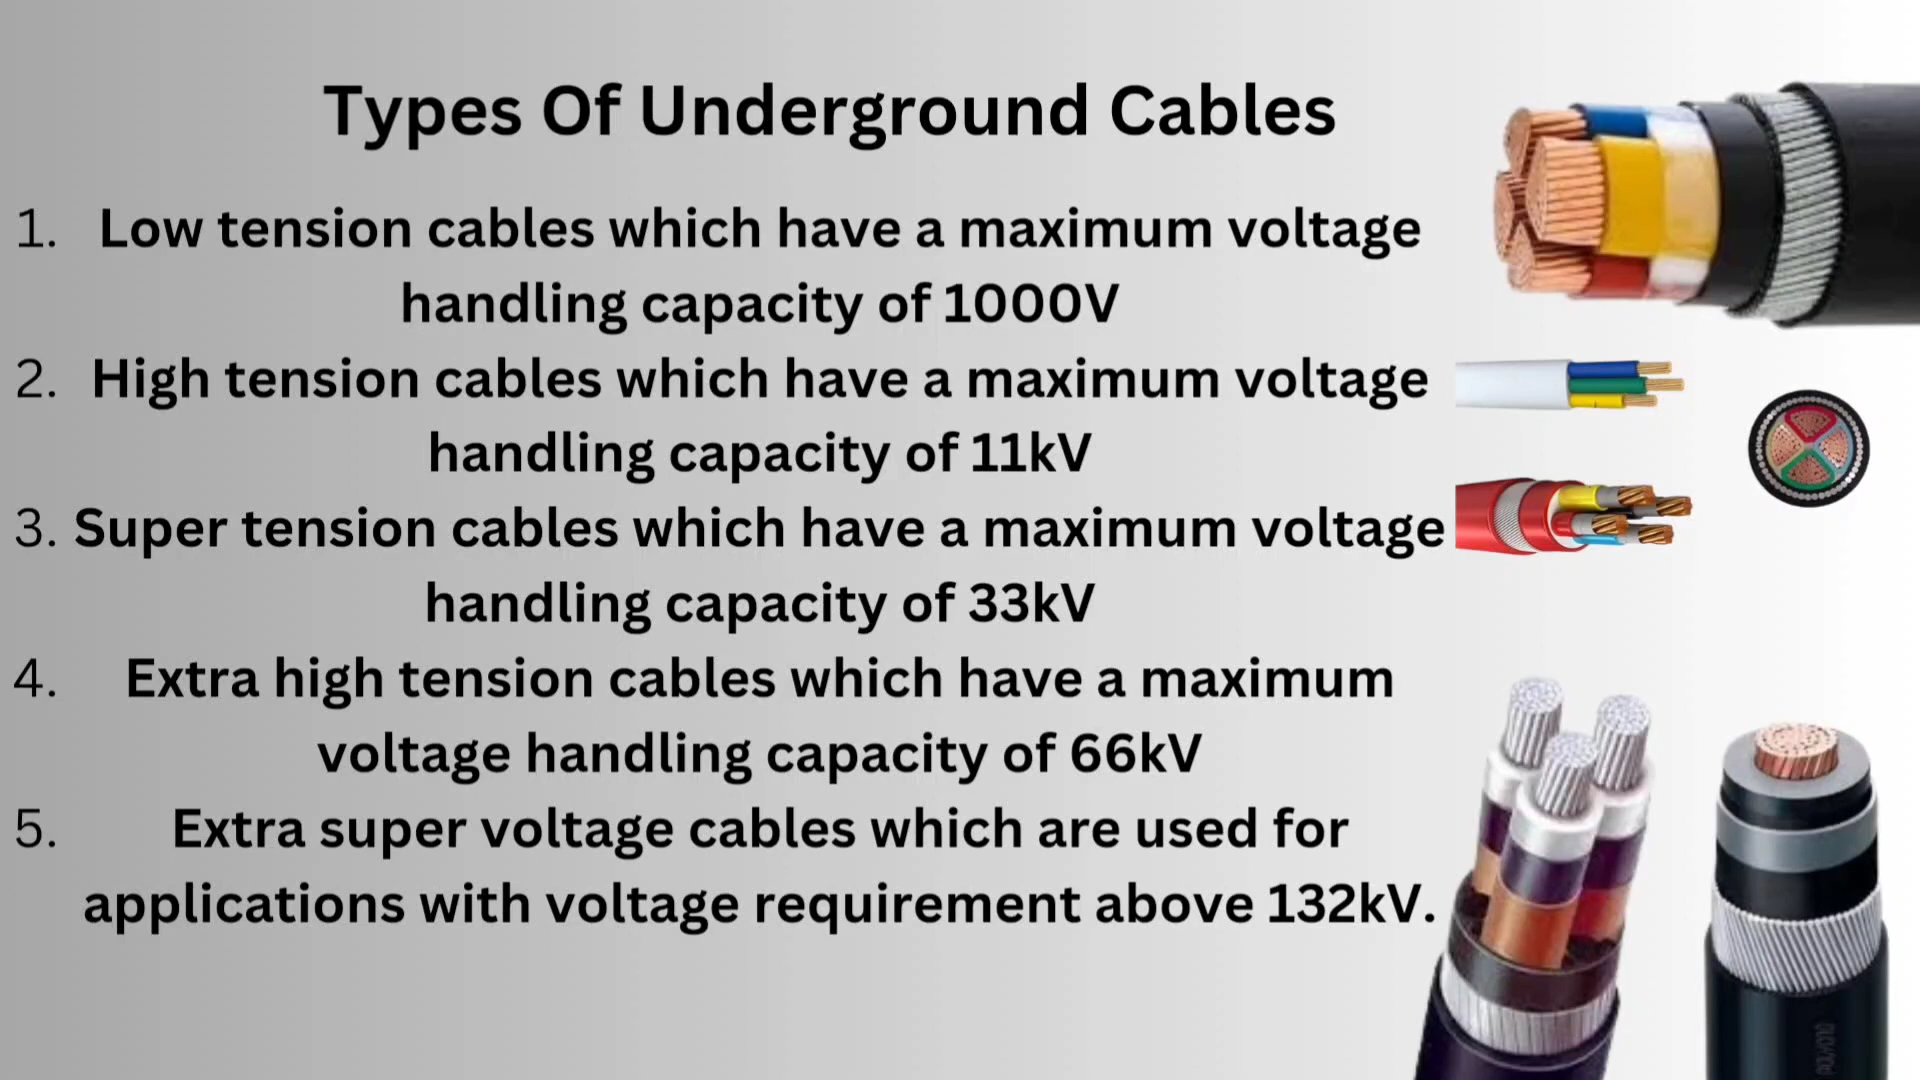 Types Of Underground Cables
1. Low tension cables which have a maximum voltage
handling capacity of 1000V
2. High tension cables which have a maximum voltage
handling capacity of 11kV
3. Super tension cables which have a maximum voltage
handling capacity of 33kV
4. Extra high tension cables which have a maximum
voltage handling capacity of 66kV
5. Extra super voltage cables which are used for
applications with voltage requirement above 132kV.